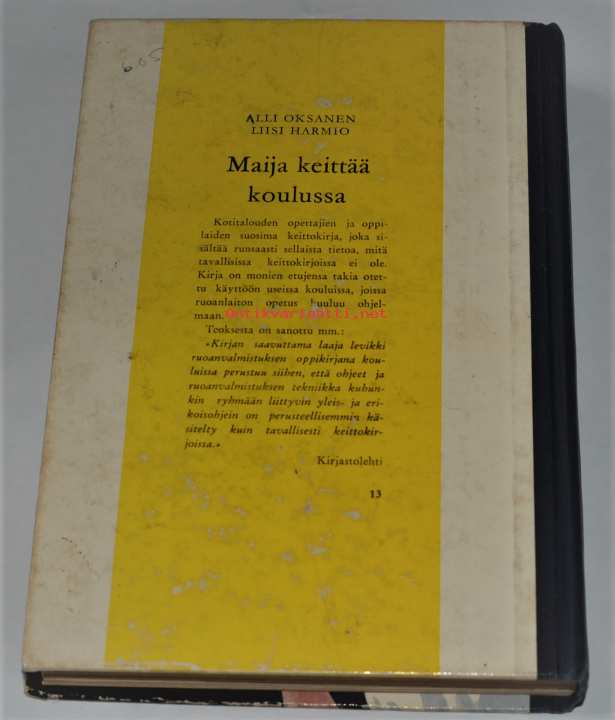 605
ALLI OKSANEN
LIISI HARMIO
Maija keittää
koulussa
Kotitalouden opettajien ja oppi-
laiden suosima keittokirja, joka si-
sältää runsaasti sellaista tietoa, mitä
tavallisissa keittokirjoissa ei ole.
Kirja on monien etujensa takia otet-
tu käyttöön useissa kouluissa, joissa
ruoanlaiton opetus kuuluu ohjel-
maan.
antikvariaatti.net
Teoksesta on sanottu mm.:
»Kirjan saavuttama laaja levikki
ruoanvalmistuksen oppikirjana kou-
luissa perustuu siihen, että ohjeet ja
ruoanvalmistuksen tekniikka kuhun-
kin ryhmään liittyvin yleis- ja eri-
koisohjein on perusteellisemmin kä-
sitelty kuin tavallisesti keittokir-
joissa.»
Kirjastolehti
13